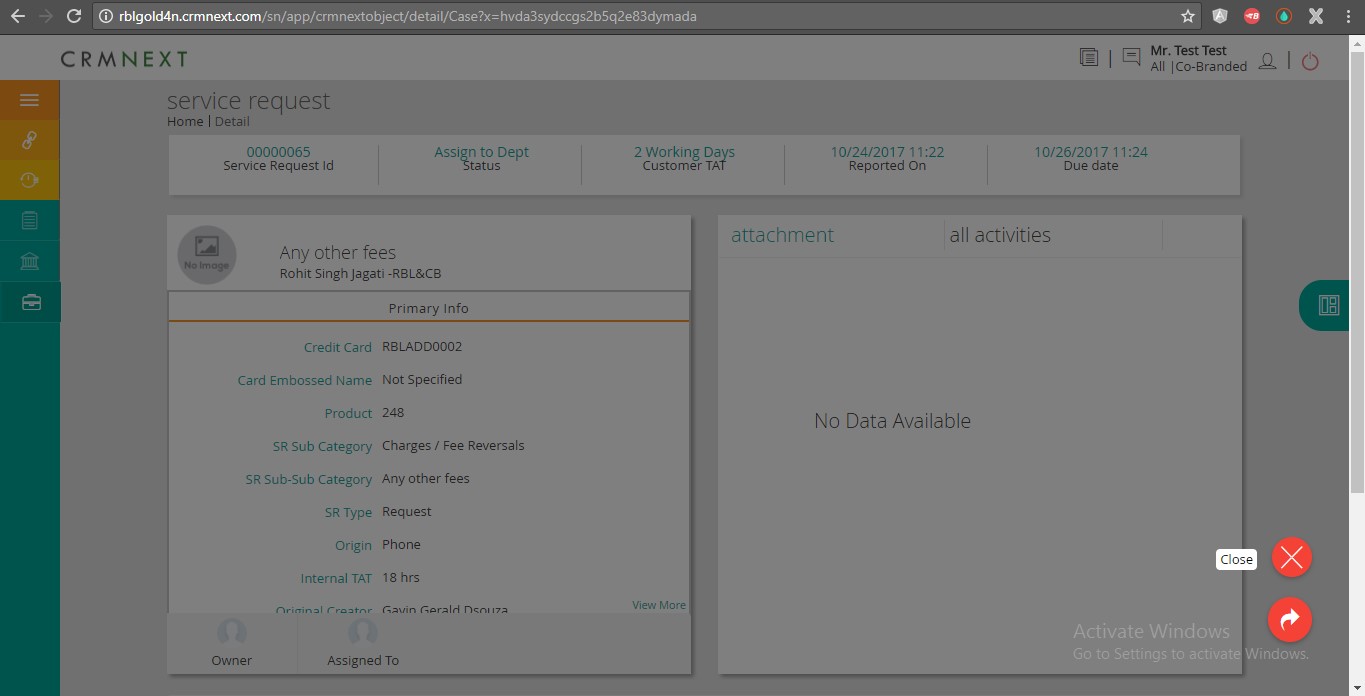 rblgold4n.crmnext.com/sn/app/crmnextobject/detail/Case?x=hvda3sydccgs2b5q2e83dymada
CRMNEXT
Mr. Test Test
All |Co-Branded
service request
Home | Detail
00000065
Service Request Id
Assign to Dept
Status
2 Working Days
Customer TAT
10/24/2017 11:22
Reported On
10/26/2017 11:24
Due date
No Image
Any other fees
Rohit Singh Jagati -RBL&CB
Primary Info
Credit Card RBLADD0002
Card Embossed Name Not Specified
Product 248
SR Sub Category Charges / Fee Reversals
SR Sub-Sub Category Any other fees
SR Type Request
Origin Phone
Internal TAT 18 hrs
Original Creator Gavin Gerald Dsouza
View More
Owner
Assigned To
attachment
all activities
No Data Available
Close
Activate Windows
Go to Settings to activate Windows.